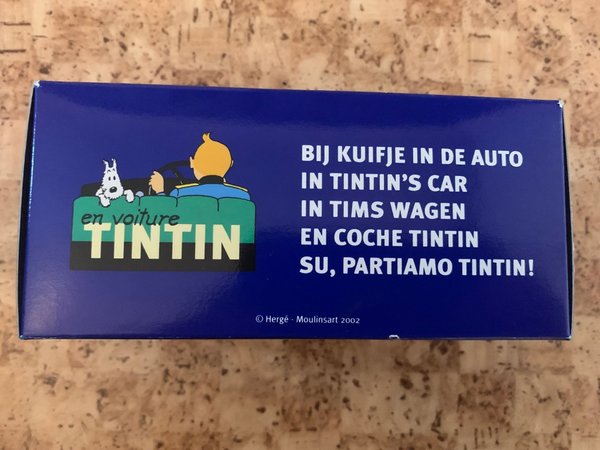 en voiture
TINTIN
BIJ KUIFJE IN DE AUTO
IN TINTIN'S CAR
IN TIMS WAGEN
EN COCHE TINTIN
SU, PARTIAMO TINTIN!
© Hergé - Moulinsart 2002